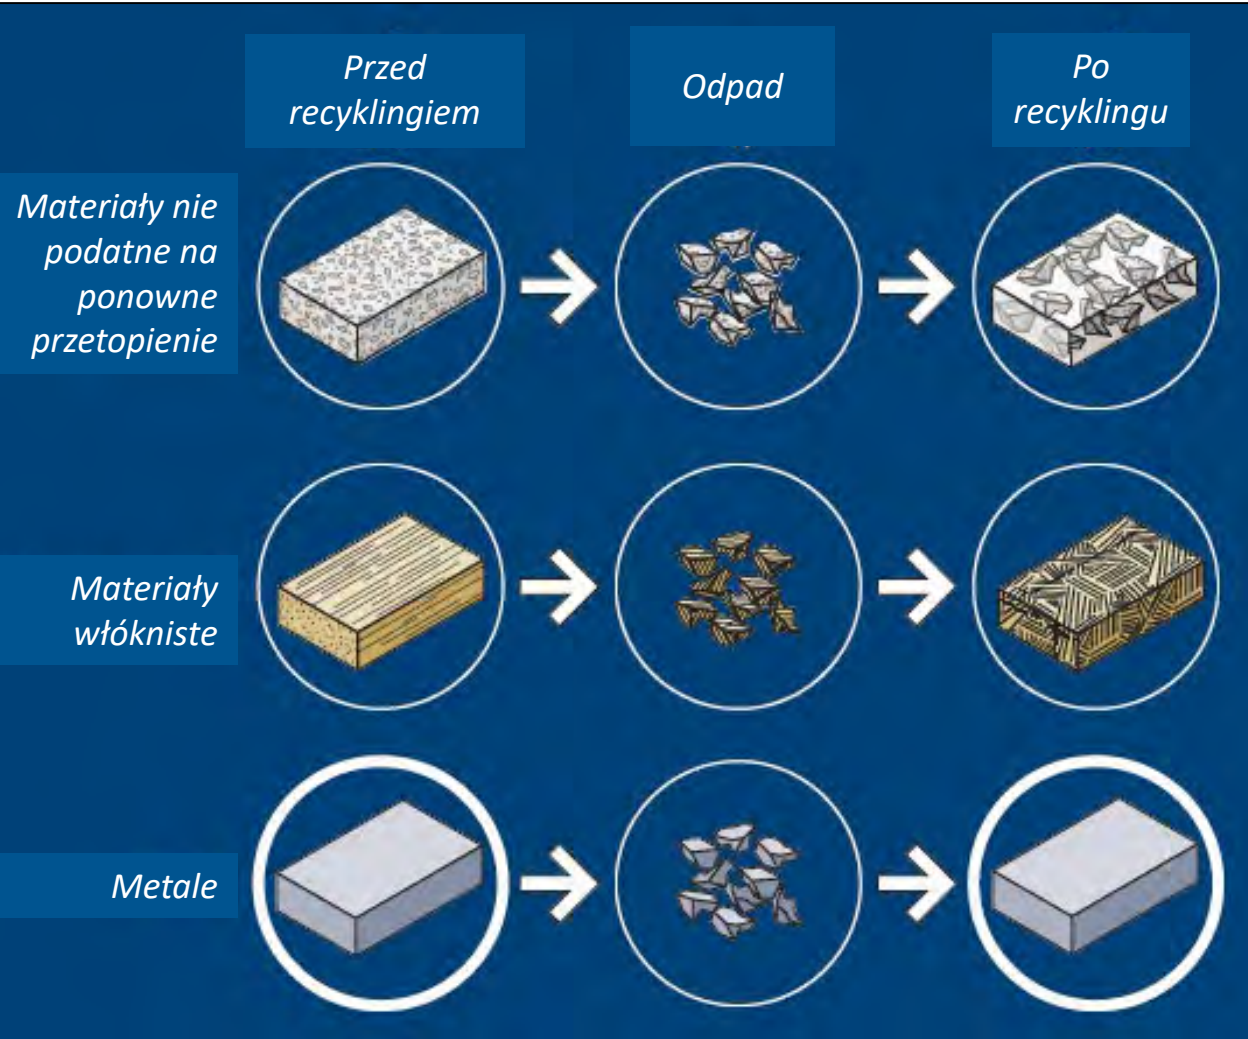 Przed
recyklingiem
Odpad
Po
recyklingu
Materiały nie
podatne na
ponowne
przetopienie
Materiały
włókniste
Metale